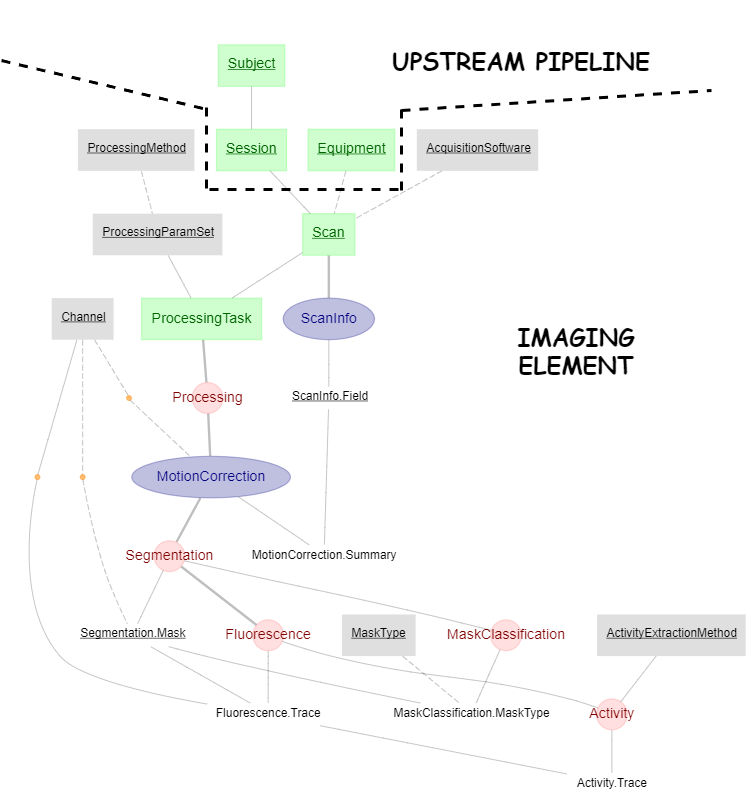 Subject
UPSTREAM PIPELINE
ProcessingMethod
Session
Equipment
AcquisitionSoftware
ProcessingParamSet
Scan
Channel
ProcessingTask
ScanInfo
IMAGING
ELEMENT
Processing
ScanInfo.Field
MotionCorrection
Segmentation
MotionCorrection.Summary
Segmentation.Mask
Fluorescence
MaskType
MaskClassification
ActivityExtractionMethod
Fluorescence.Trace
MaskClassification.MaskType
Activity
Activity.Trace